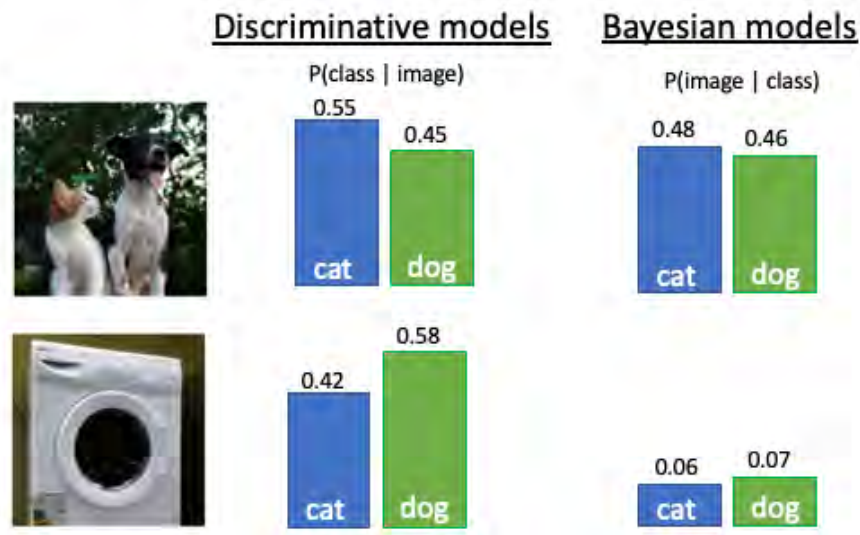 Discriminative models
Bayesian models
P(class | image)
P(image | class)
0.55
0.45
0.48
0.46
cat
dog
cat
dog
0.58
0.42
0.06
0.07
cat
dog
cat
dog